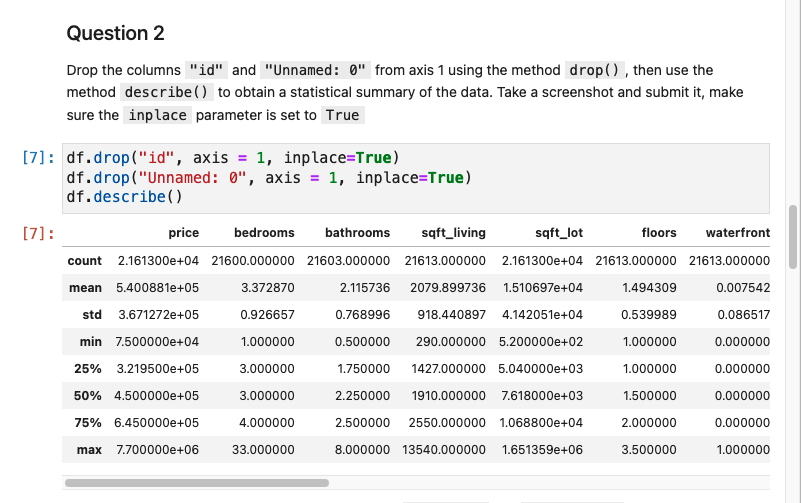 Question 2
Drop the columns "id" and "Unnamed: 0" from axis 1 using the method drop() , then use the
method describe() to obtain a statistical summary of the data. Take a screenshot and submit it, make
sure the inplace parameter is set to True
[7]: df.drop("id", axis = 1, inplace=True)
df.drop("Unnamed: 0", axis = 1, inplace=True)
df.describe()
[7]: price bedrooms bathrooms sqft_living sqft_lot floors waterfront
count 2.161300e+04 21600.000000 21603.000000 21613.000000 2.161300e+04 21613.000000 21613.000000
mean 5.400881e+05 3.372870 2.115736 2079.899736 1.510697e+04 1.494309 0.007542
std 3.671272e+05 0.926657 0.768996 918.440897 4.142051e+04 0.539989 0.086517
min 7.500000e+04 1.000000 0.500000 290.000000 5.200000e+02 1.000000 0.000000
25% 3.219500e+05 3.000000 1.750000 1427.000000 5.040000e+03 1.000000 0.000000
50% 4.500000e+05 3.000000 2.250000 1910.000000 7.618000e+03 1.500000 0.000000
75% 6.450000e+05 4.000000 2.500000 2550.000000 1.068800e+04 2.000000 0.000000
max 7.700000e+06 33.000000 8.000000 13540.000000 1.651359e+06 3.500000 1.000000